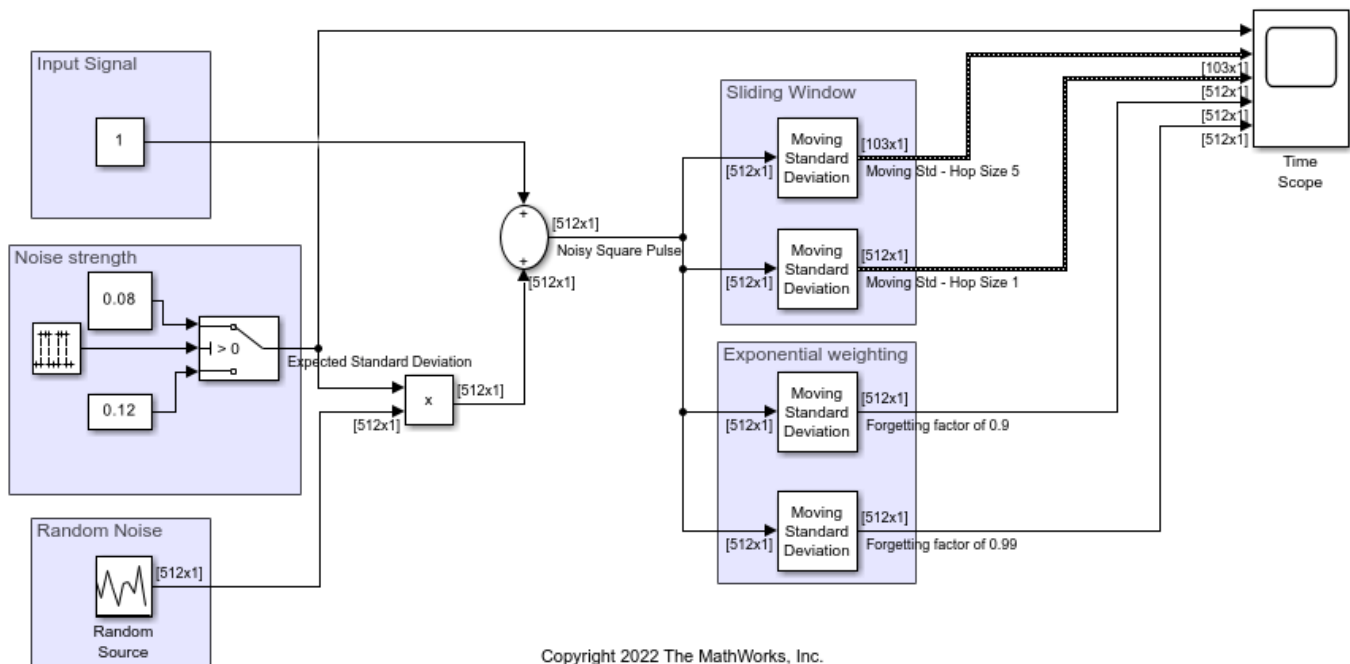 Input Signal
1
Noise strength
0.08
> 0
0.12
Expected Standard Deviation
x
[512x1]
[512x1]
Random Noise
[512x1]
Random
Source
+
+
[512x1]
Noisy Square Pulse
[512x1]
Sliding Window
Moving
Standard
Deviation
[512x1]
[103x1]
Moving Std - Hop Size 5
Moving
Standard
Deviation
[512x1]
[512x1]
Moving Std - Hop Size 1
Exponential weighting
Moving
Standard
Deviation
[512x1]
[512x1]
Forgetting factor of 0.9
Moving
Standard
Deviation
[512x1]
[512x1]
Forgetting factor of 0.99
[103x1]
[512x1]
[512x1]
[512x1]
Time
Scope
Copyright 2022 The MathWorks, Inc.